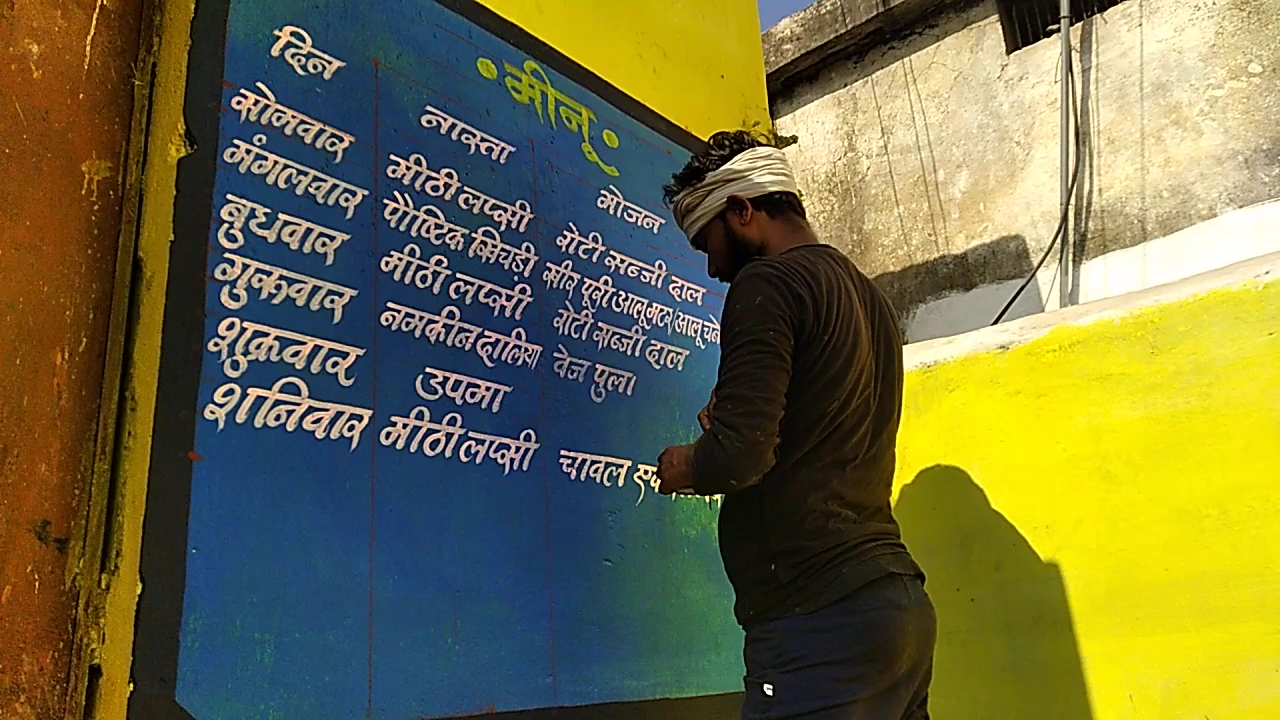 मीनू
दिन नास्ता भोजन
सोमवार मीठी लप्सी रोटी सब्जी दाल
मंगलवार पौष्टिक खिचड़ी खीर पूरी आलू मटर/आलू चने
बुधवार मीठी लप्सी रोटी सब्जी दाल
गुरूवार नमकीन दालिया वेज पुला
शुक्रवार उपमा
शनिवार मीठी लप्सी चावल